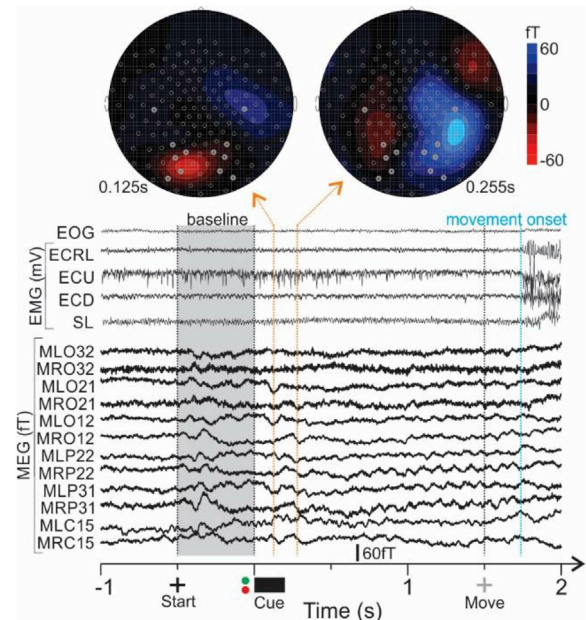 fT
60
0
-60
0.125s
0.255s
baseline
movement onset
EOG
ECRL
ECU
ECD
SL
EMG (mV)
MLO32
MRO32
MLO21
MRO21
MLO12
MRO12
MLP22
MRP22
MLP31
MRP31
MLC15
MRC15
MEG (fT)
60fT
-1
0
1
2
Start
Cue
Time (s)
Move